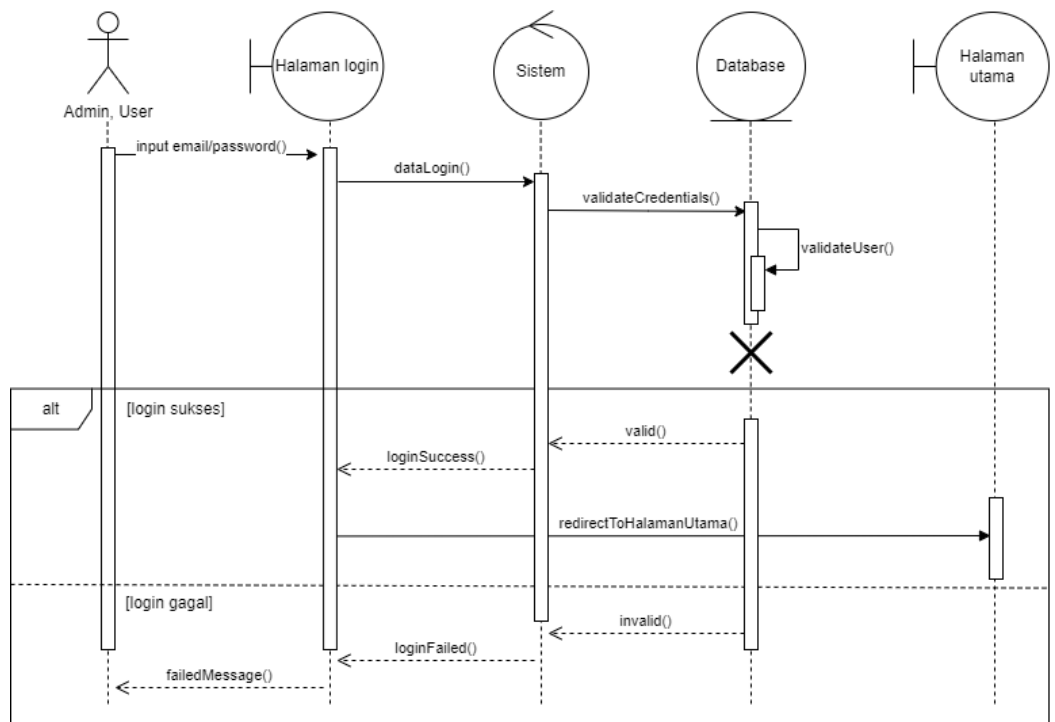 Admin, User
Halaman login
Sistem
Database
Halaman
utama
input email/password()
dataLogin()
validateCredentials()
validateUser()
alt
[login sukses]
valid()
loginSuccess()
redirectToHalamanUtama()
[login gagal]
invalid()
loginFailed()
failedMessage()